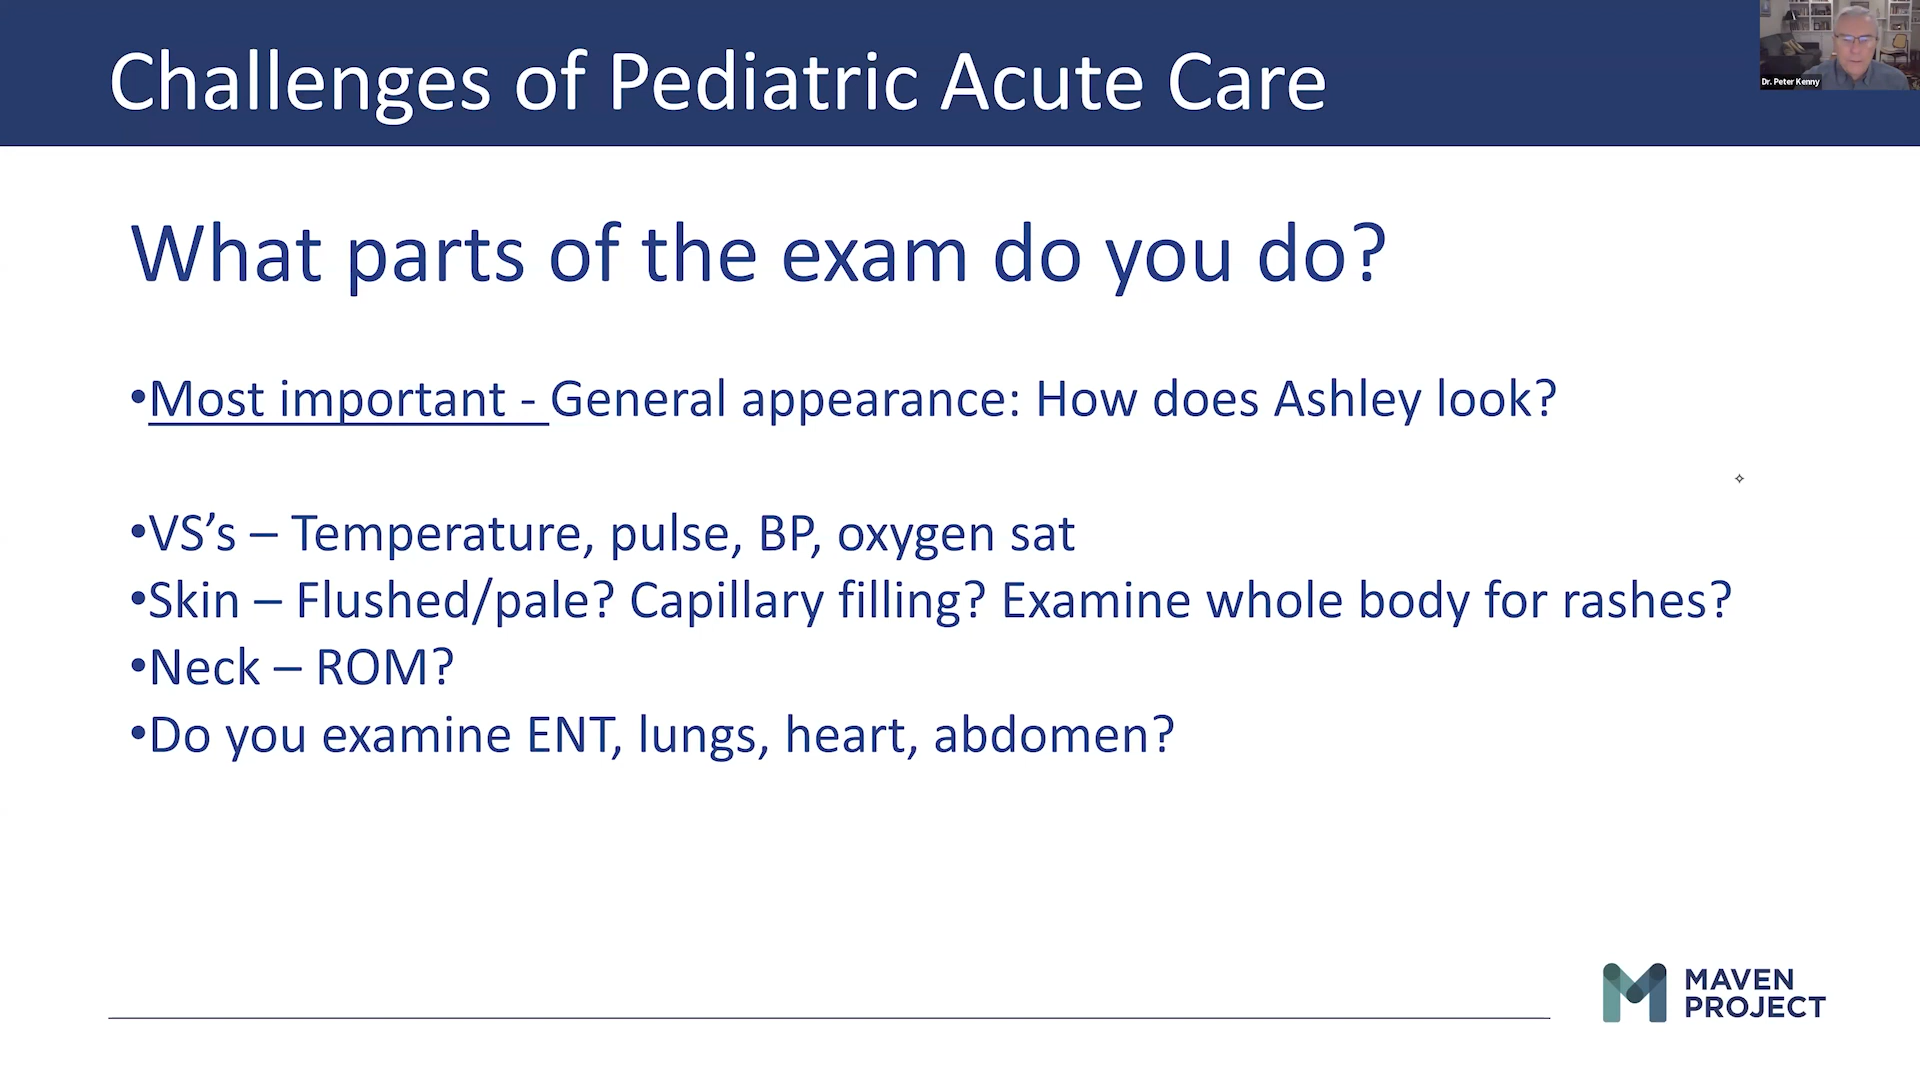 Challenges of Pediatric Acute Care
Dr. Peter Kenny
What parts of the exam do you do?
•Most important - General appearance: How does Ashley look?
•VS’s – Temperature, pulse, BP, oxygen sat
•Skin – Flushed/pale? Capillary filling? Examine whole body for rashes?
•Neck – ROM?
•Do you examine ENT, lungs, heart, abdomen?
MAVEN
PROJECT